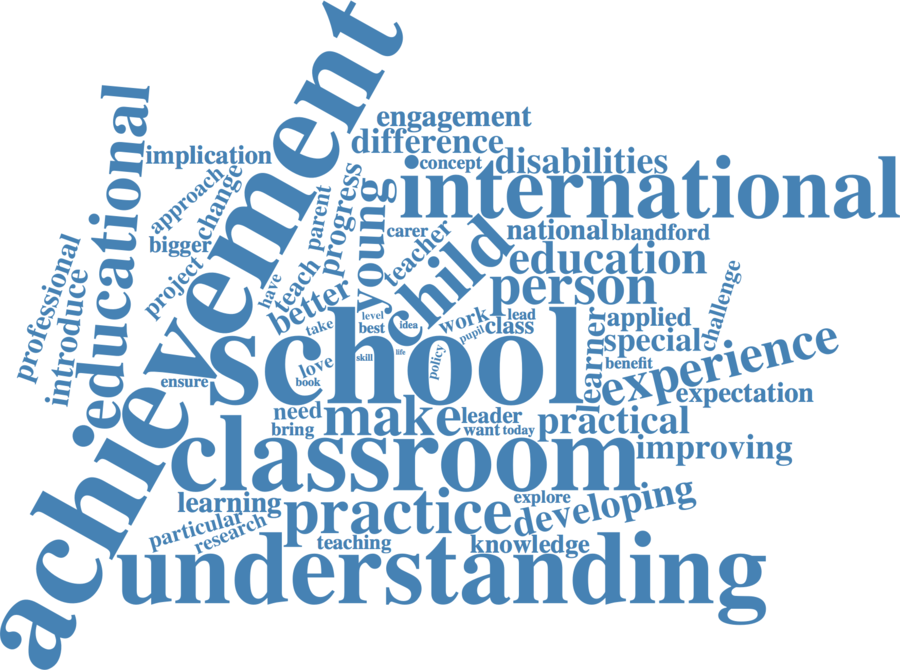 achievement
engagement
difference
educational
implication
concept
disabilities
international
approach
change
parent
progress
young
bigger
carer
teacher
child
national
blandford
professional
introduce
project
have
teach
better
education
person
challenge
take
level
best
idea
work
pupil
lead
class
learner
applied
special
school
love
book
skill
life
policy
benefit
experience
ensure
expectation
need
bring
make
leader
want
today
practical
classroom
improving
learning
practice
explore
developing
particular
research
teaching
knowledge
understanding